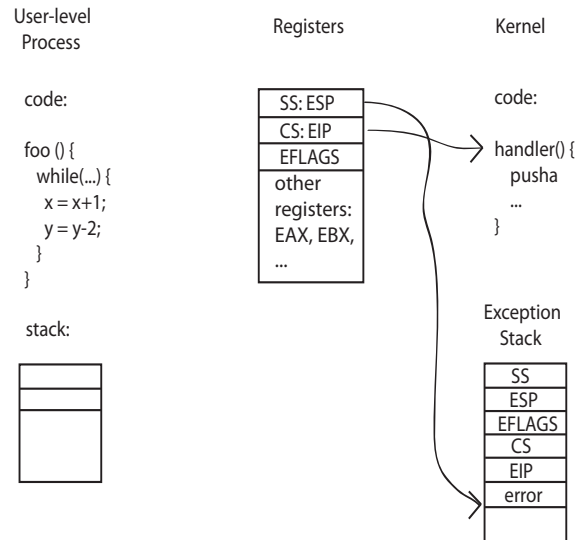 User-level
Process
code:
foo () {
while(...) {
x = x+1;
y = y-2;
}
}
stack:
Registers
SS: ESP
CS: EIP
EFLAGS
other
registers:
EAX, EBX,
...
Kernel
code:
handler() {
pusha
...
}
Exception
Stack
SS
ESP
EFLAGS
CS
EIP
error